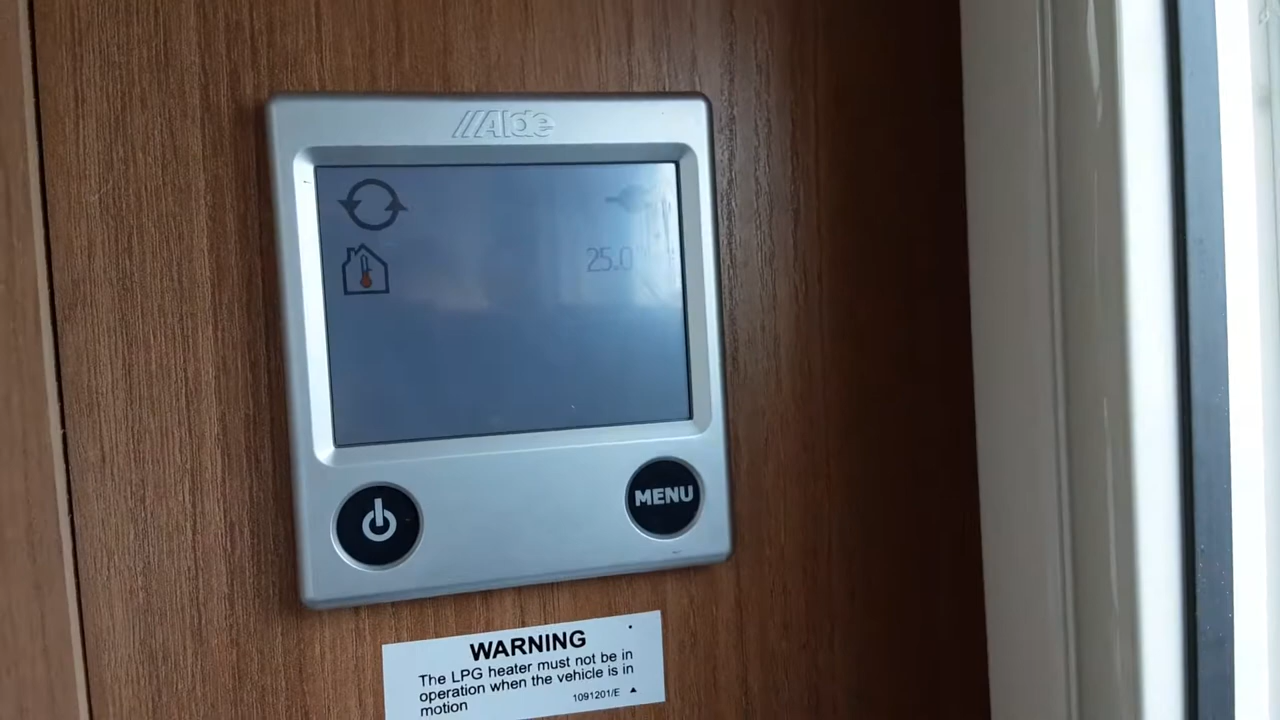 Alde
25.0°
MENU
WARNING
The LPG heater must not be in
operation when the vehicle is in
motion
1091201/E